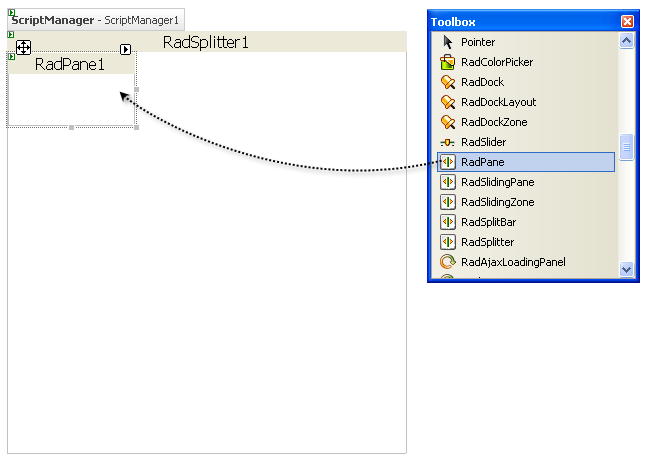 ScriptManager - ScriptManager1
RadSplitter1
RadPane1
Toolbox
Pointer
RadColorPicker
RadDock
RadDockLayout
RadDockZone
RadSlider
RadPane
RadSlidingPane
RadSlidingZone
RadSplitBar
RadSplitter
RadAjaxLoadingPanel